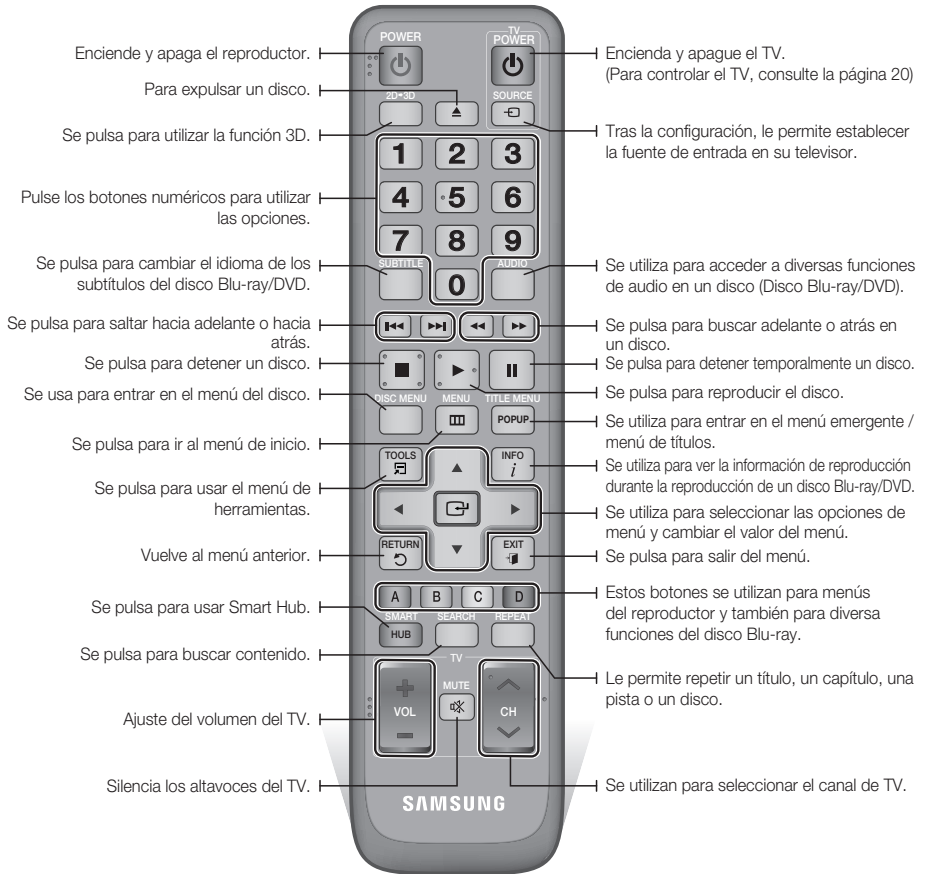 POWER
TV
POWER
Enciende y apaga el reproductor.
Encienda y apague el TV.
(Para controlar el TV, consulte la página 20)
Para expulsar un disco.
2D→3D
SOURCE
Se pulsa para utilizar la función 3D.
Tras la configuración, le permite establecer
la fuente de entrada en su televisor.
1 2 3
4 5 6
7 8 9
0
Pulse los botones numéricos para utilizar
las opciones.
SUBTITLE
AUDIO
Se pulsa para cambiar el idioma de los
subtítulos del disco Blu-ray/DVD.
Se utiliza para acceder a diversas funciones
de audio en un disco (Disco Blu-ray/DVD).
Se pulsa para saltar hacia adelante o hacia
atrás.
Se pulsa para buscar adelante o atrás en
un disco.
Se pulsa para detener un disco.
Se pulsa para detener temporalmente un disco.
Se pulsa para reproducir el disco.
Se usa para entrar en el menú del disco.
DISC MENU MENU TITLE MENU
POPUP
Se utiliza para entrar en el menú emergente /
menú de títulos.
Se pulsa para ir al menú de inicio.
TOOLS
INFO
i
Se utiliza para ver la información de reproducción
durante la reproducción de un disco Blu-ray/DVD.
Se pulsa para usar el menú de
herramientas.
Se utiliza para seleccionar las opciones de
menú y cambiar el valor del menú.
RETURN
EXIT
Vuelve al menú anterior.
Se pulsa para salir del menú.
A B C D
Estos botones se utilizan para menús
del reproductor y también para diversa
funciones del disco Blu-ray.
Se pulsa para usar Smart Hub.
SMART SEARCH REPEAT
HUB
Se pulsa para buscar contenido.
TV
Le permite repetir un título, un capítulo, una
pista o un disco.
MUTE
VOL
CH
Ajuste del volumen del TV.
Silencia los altavoces del TV.
Se utilizan para seleccionar el canal de TV.
SAMSUNG